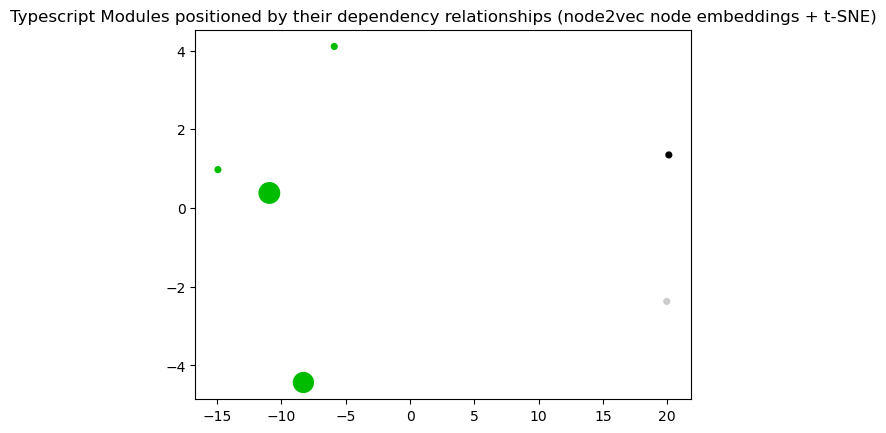 Typescript Modules positioned by their dependency relationships (node2vec node embeddings + t-SNE)
4
2
0
−2
−4
−15 −10 −5 0 5 10 15 20